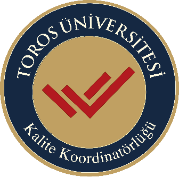 TOROS ÜNİVERSİTESİ
Kalite Koordinatörlüğü